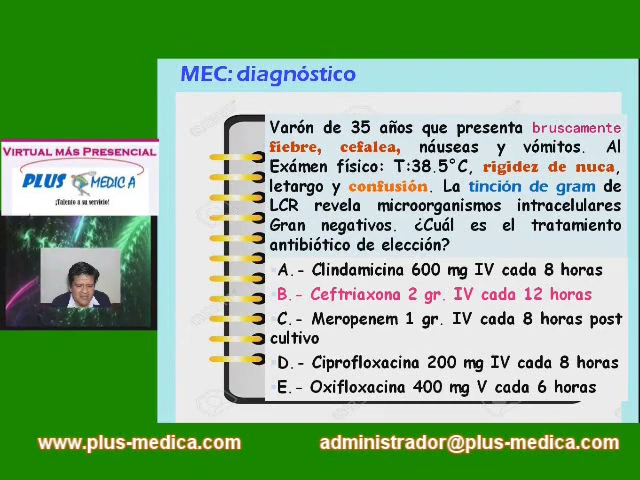 MEC: diagnóstico
VIRTUAL MÁS PRESENCIAL
PLUS MEDICA
¡Talento a su servicio!
Varón de 35 años que presenta bruscamente
fiebre, cefalea, náuseas y vómitos. Al
Exámen físico: T:38.5°C, rigidez de nuca,
letargo y confusión. La tinción de gram de
LCR revela microorganismos intracelulares
Gran negativos. ¿Cuál es el tratamiento
antibiótico de elección?
A.- Clindamicina 600 mg IV cada 8 horas
B.- Ceftriaxona 2 gr. IV cada 12 horas
C.- Meropenem 1 gr. IV cada 8 horas post
cultivo
D.- Ciprofloxacina 200 mg IV cada 8 horas
E.- Oxifloxacina 400 mg V cada 6 horas
www.plus-medica.com
administrador@plus-medica.com